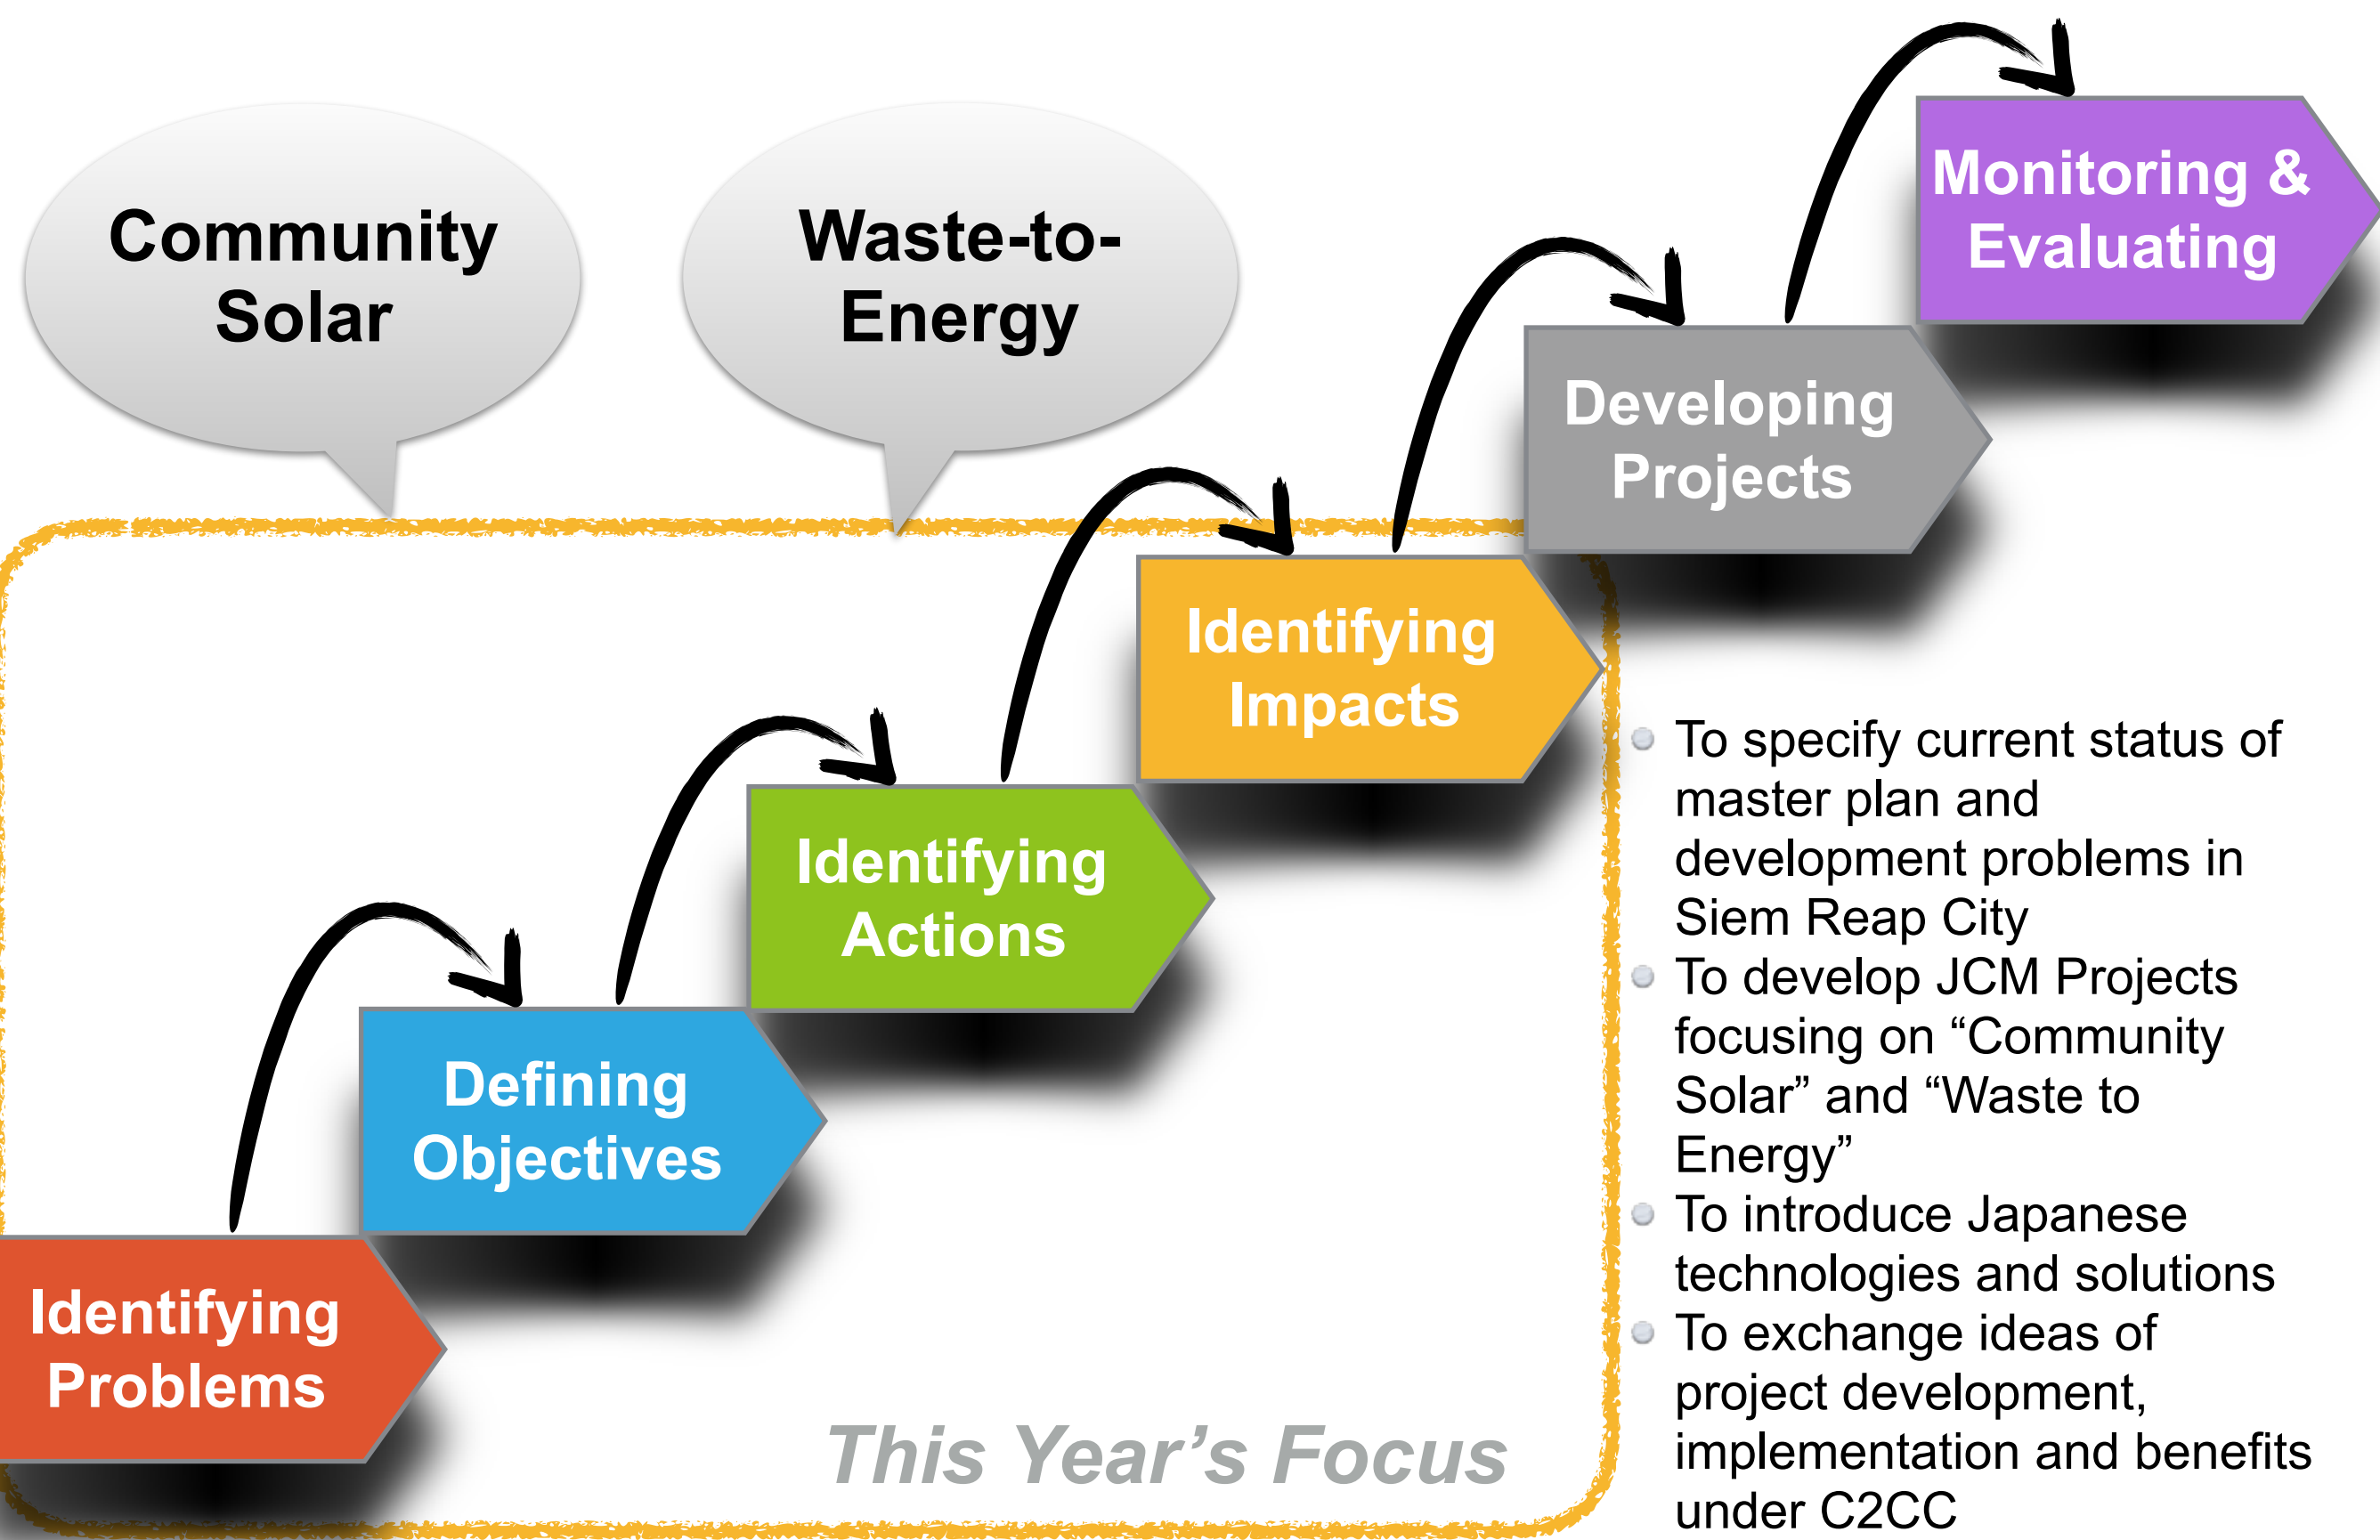 Community
Solar
Waste-to-
Energy
Monitoring &
Evaluating
Developing
Projects
Identifying
Impacts
Identifying
Actions
Defining
Objectives
Identifying
Problems
This Year’s Focus
To specify current status of
master plan and
development problems in
Siem Reap City
To develop JCM Projects
focusing on “Community
Solar” and “Waste to
Energy”
To introduce Japanese
technologies and solutions
To exchange ideas of
project development,
implementation and benefits
under C2CC